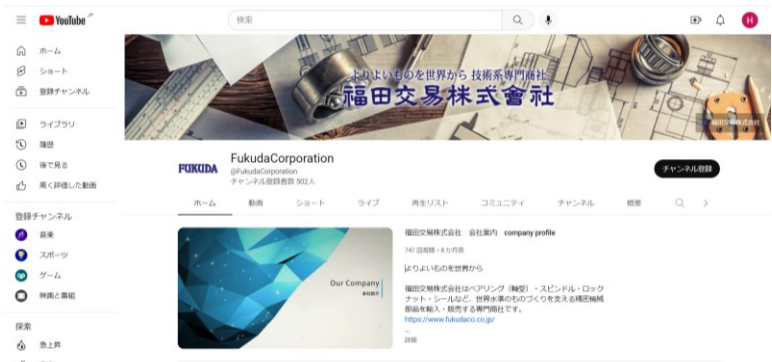 YouTube
JP
検索
H
ホーム
ショート
登録チャンネル
ライブラリ
履歴
後で見る
高く評価した動画
登録チャンネル
音楽
スポーツ
ゲーム
映画と番組
探索
急上昇
よりよいものを世界から 技術系専門商社
福田交易株式會社
福田交易株式会社
FUKUDA
FukudaCorporation
@FukudaCorporation
チャンネル登録者数 502人
チャンネル登録
ホーム 動画 ショート ライブ 再生リスト コミュニティ チャンネル 概要
Our Company
会社紹介
福田交易株式会社 会社案内 company profile
747 回視聴・8 か月前
よりよいものを世界から
福田交易株式会社はベアリング（軸受）・スピンドル・ロック
ナット・シールなど、世界水準のものづくりを支える精密機械
部品を輸入・販売する専門商社です。
https://www.fukudaco.co.jp/
...
詳細